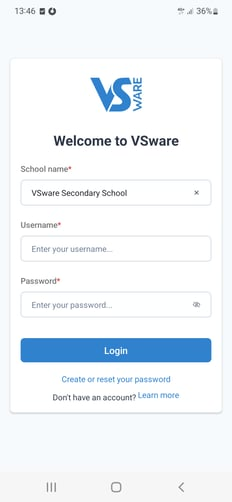 13:46
36%
VS
WARE
Welcome to VSware
School name*
VSware Secondary School
×
Username*
Enter your username...
Password*
Enter your password...
Login
Create or reset your password
Don't have an account? Learn more